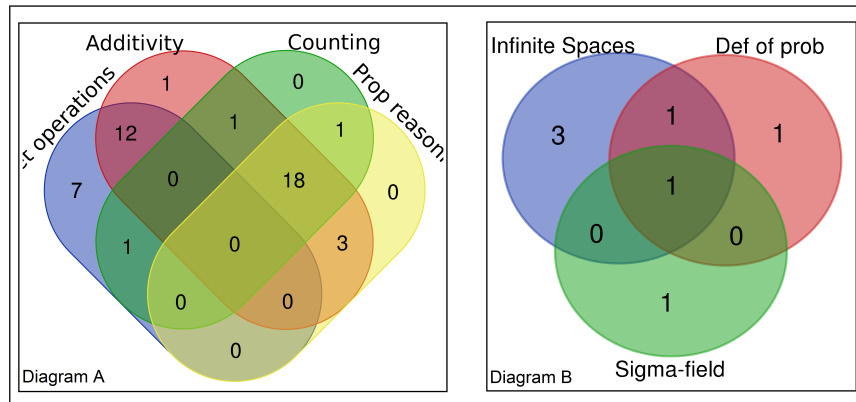 Additivity
Counting
operations
Prop
1
0
12
1
1
7
0
18
0
1
0
3
0
0
0
Diagram A
Infinite Spaces
Def of prob
3
1
1
1
0
0
1
Sigma-field
Diagram B